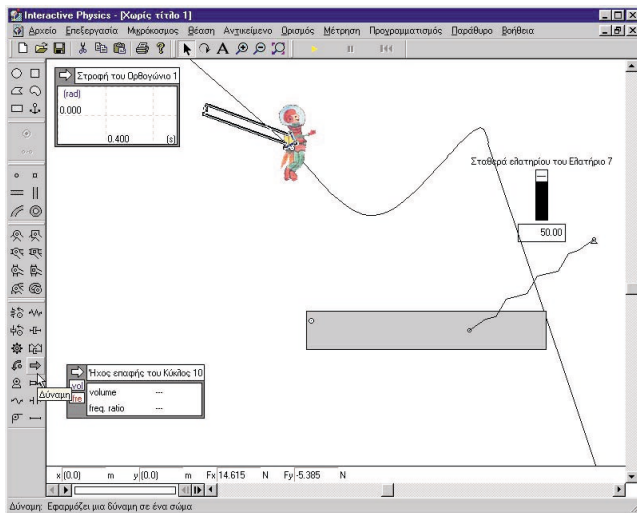 Interactive Physics - [Χωρίς τίτλο 1]
Αρχείο Επεξεργασία Μικρόκοσμος Θέαση Αντικείμενο Ορισμός Μέτρηση Προγραμματισμός Παράθυρο Βοήθεια
Στροφή του Ορθογώνιο 1
(rad)
0.000
0.400 (s)
Σταθερά ελατηρίου του Ελατήριο 7
50.00
Ήχος επαφής του Κύκλος 10
vol
volume ---
fre
freq. ratio ---
Δύναμη
x (0.0) m y (0.0) m Fx 14.615 N Fy -5.385 N
Δύναμη: Εφαρμόζει μια δύναμη σε ένα σώμα